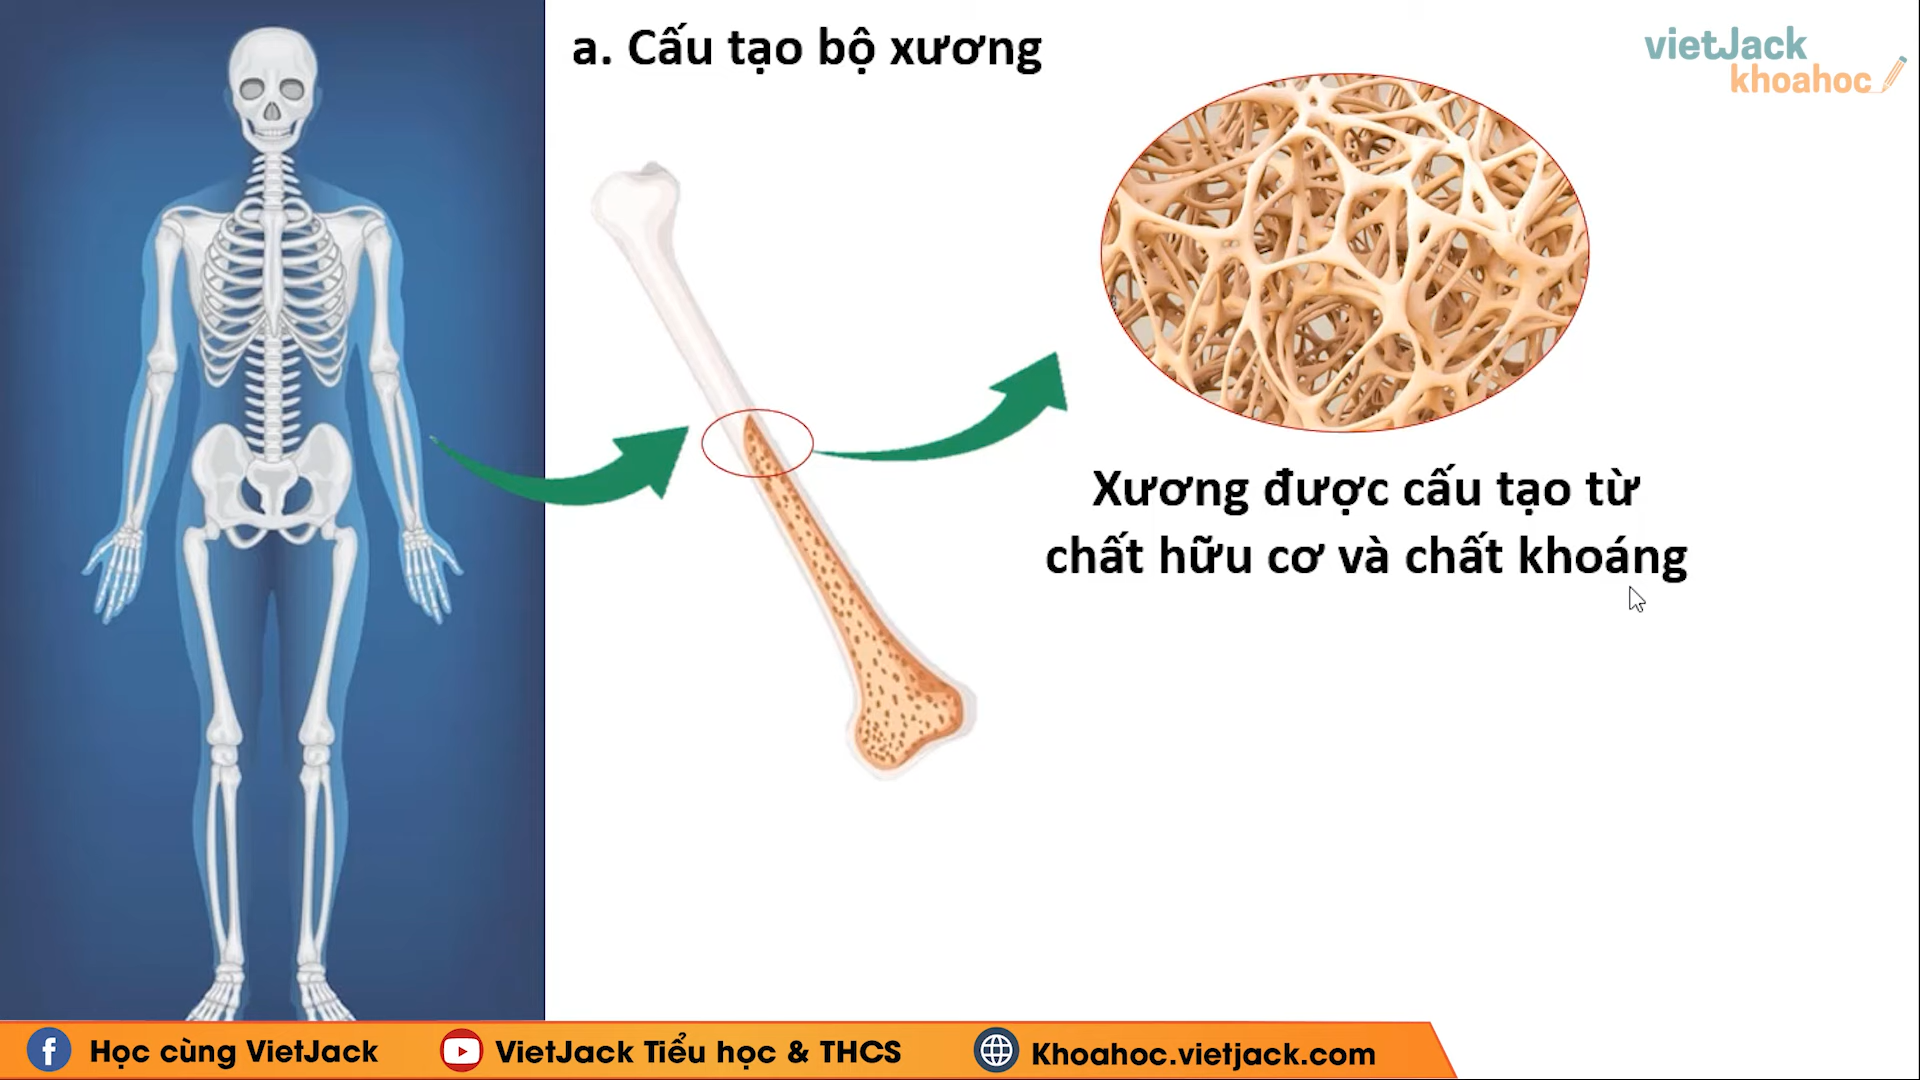 a. Cấu tạo bộ xương
vietJack
khoahoc
Xương được cấu tạo từ
chất hữu cơ và chất khoáng
Học cùng VietJack
VietJack Tiểu học & THCS
Khoahoc.vietjack.com